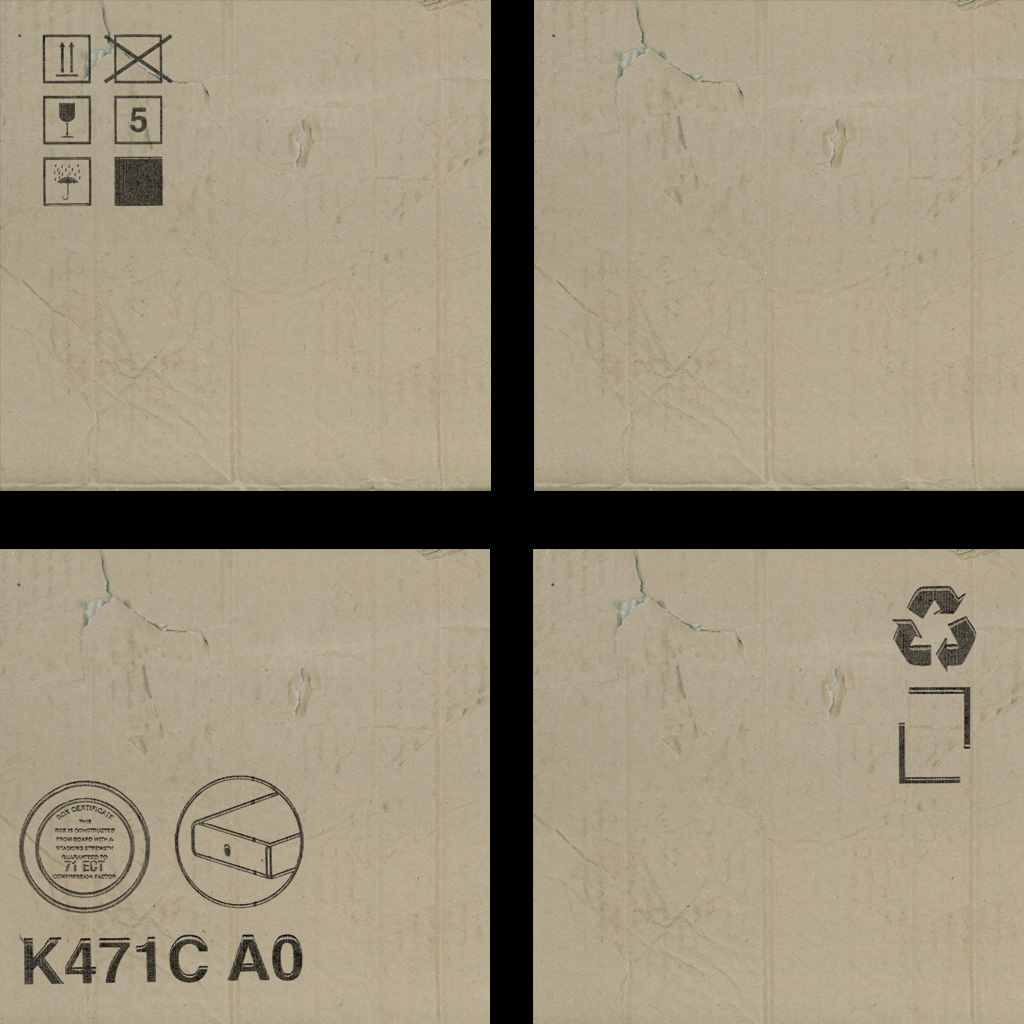 5
BOX CERTIFICATE
THIS
BOX IS CONSTRUCTED
FROM BOARD WITH A
STACKING STRENGTH
GUARANTEED TO
71 ECT
COMPRESSION FACTOR
K471C A0